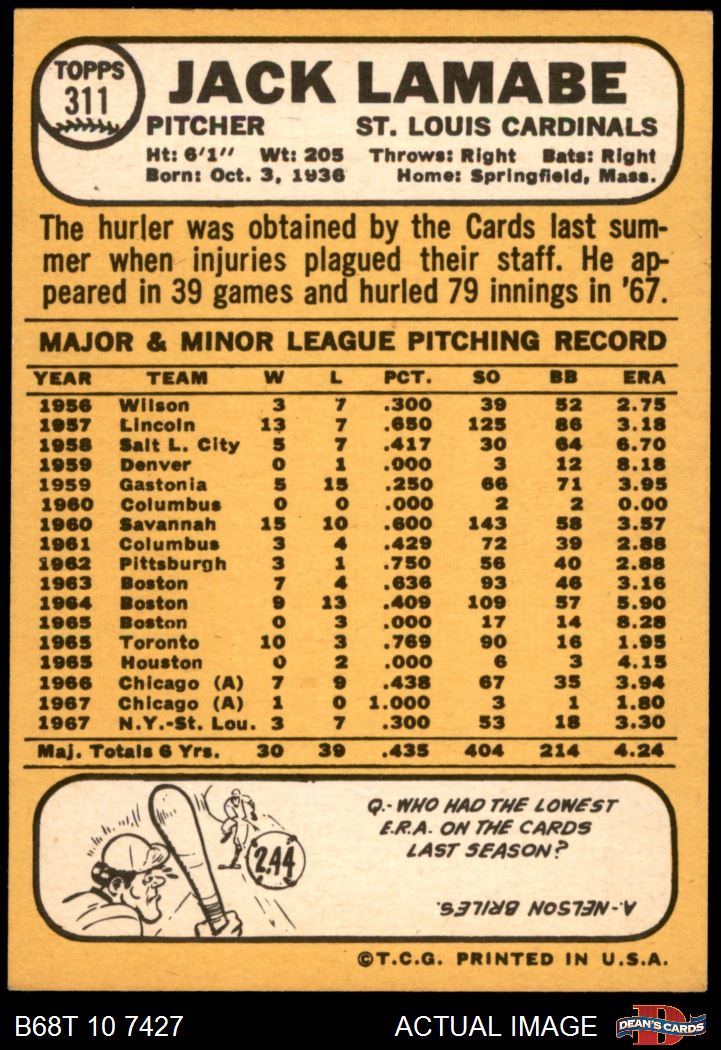 TOPPS
311
JACK LAMABE
PITCHER ST. LOUIS CARDINALS
Ht: 6'1'' Wt: 205 Throws: Right Bats: Right
Born: Oct. 3, 1936 Home: Springfield, Mass.
The hurler was obtained by the Cards last sum-
mer when injuries plagued their staff. He ap-
peared in 39 games and hurled 79 innings in '67.
MAJOR & MINOR LEAGUE PITCHING RECORD
YEAR TEAM W L PCT. SO BB ERA
1956 Wilson 3 7 .300 39 52 2.75
1957 Lincoln 13 7 .650 125 86 3.18
1958 Salt L. City 5 7 .417 30 64 6.70
1959 Denver 0 1 .000 3 12 8.18
1959 Gastonia 5 15 .250 66 71 3.95
1960 Columbus 0 0 .000 2 2 0.00
1960 Savannah 15 10 .600 143 58 3.57
1961 Columbus 3 4 .429 72 39 2.88
1962 Pittsburgh 3 1 .750 56 40 2.88
1963 Boston 7 4 .636 93 46 3.16
1964 Boston 9 13 .409 109 57 5.90
1965 Boston 0 3 .000 17 14 8.28
1965 Toronto 10 3 .769 90 16 1.95
1965 Houston 0 2 .000 6 3 4.15
1966 Chicago (A) 7 9 .438 67 35 3.94
1967 Chicago (A) 1 0 1.000 3 1 1.80
1967 N.Y.-St. Lou. 3 7 .300 53 18 3.30
Maj. Totals 6 Yrs. 30 39 .435 404 214 4.24
2.44
Q.- WHO HAD THE LOWEST
E.R.A. ON THE CARDS
LAST SEASON?
A.-NELSON BRILES.
©T.C.G. PRINTED IN U.S.A.
B68T 10 7427 ACTUAL IMAGE
D
DEAN'S CARDS